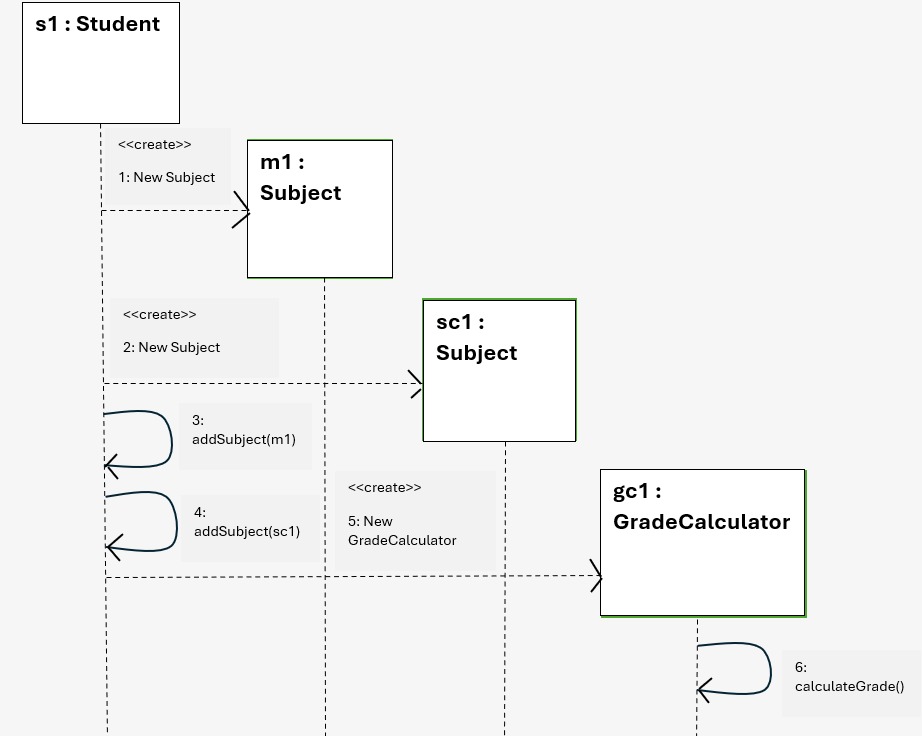 s1 : Student
<<create>>
1: New Subject
m1 :
Subject
<<create>>
2: New Subject
sc1 :
Subject
3:
addSubject(m1)
4:
addSubject(sc1)
<<create>>
5: New
GradeCalculator
gc1 :
GradeCalculator
6:
calculateGrade()